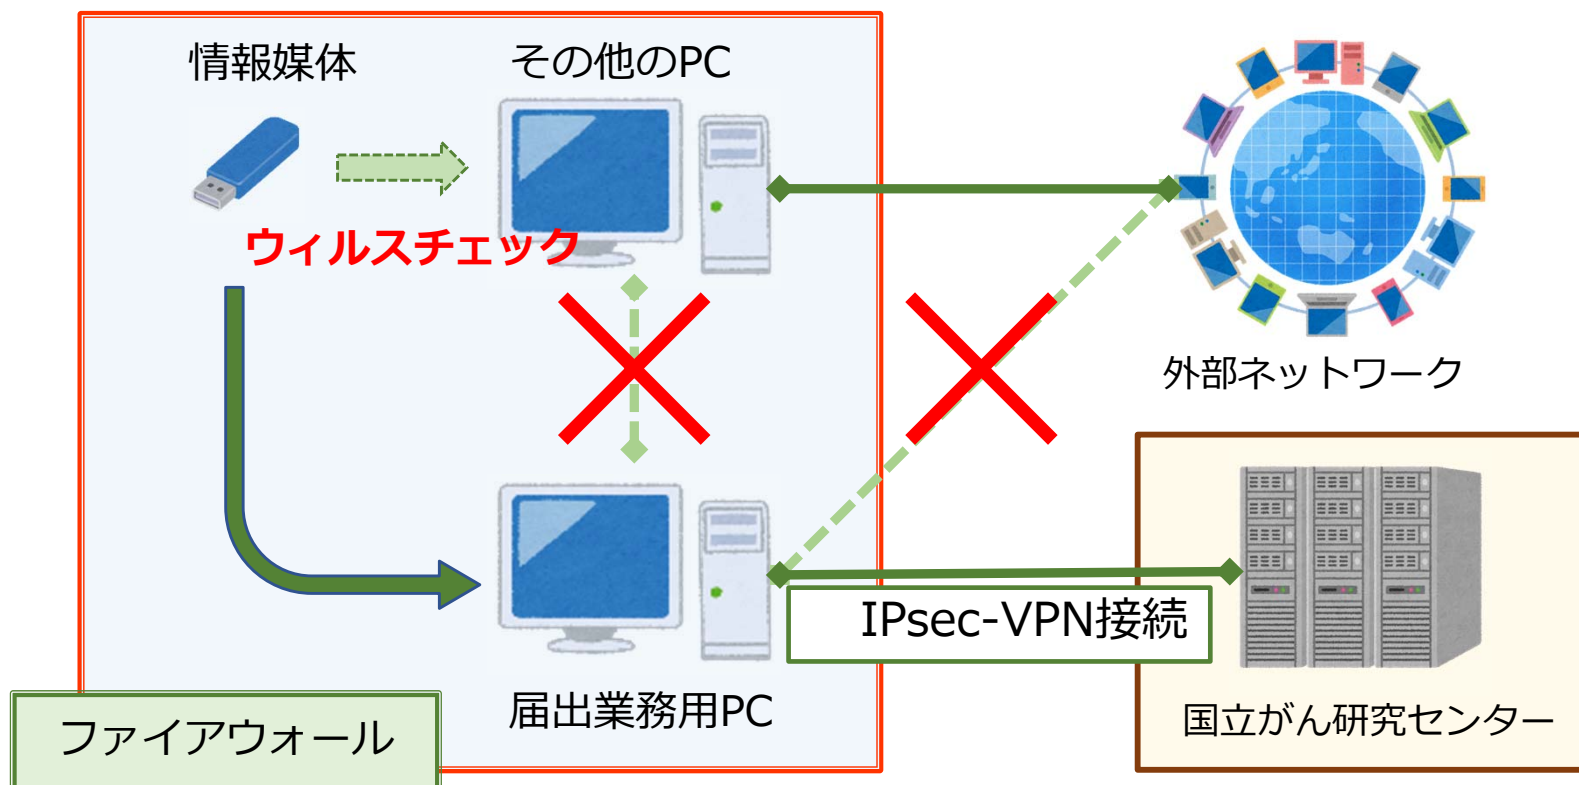 情報媒体
その他のPC
ウィルスチェック
外部ネットワーク
IPsec-VPN接続
届出業務用PC
国立がん研究センター
ファイアウォール